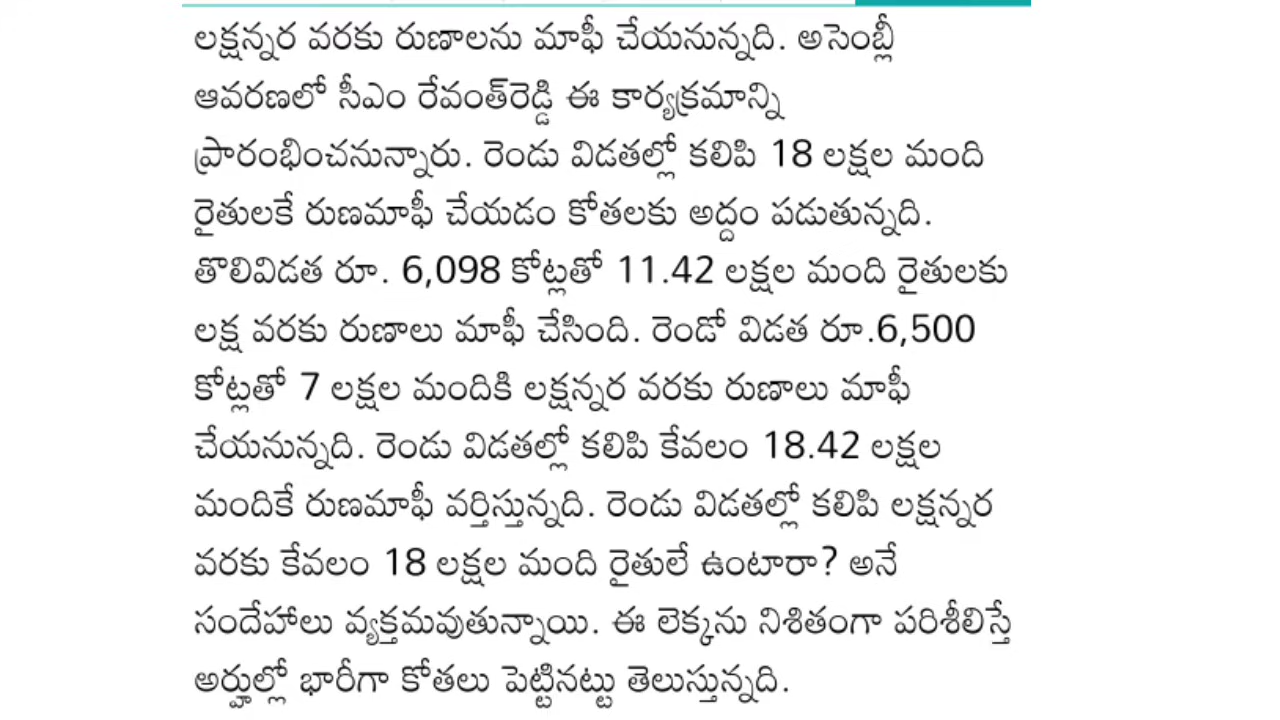 లక్షన్నర వరకు రుణాలను మాఫీ చేయనున్నది. అసెంబ్లీ
ఆవరణలో సీఎం రేవంత్‌రెడ్డి ఈ కార్యక్రమాన్ని
ప్రారంభించనున్నారు. రెండు విడతల్లో కలిపి 18 లక్షల మంది
రైతులకే రుణమాఫీ చేయడం కోతలకు అద్దం పడుతున్నది.
తొలివిడత రూ. 6,098 కోట్లతో 11.42 లక్షల మంది రైతులకు
లక్ష వరకు రుణాలు మాఫీ చేసింది. రెండో విడత రూ.6,500
కోట్లతో 7 లక్షల మందికి లక్షన్నర వరకు రుణాలు మాఫీ
చేయనున్నది. రెండు విడతల్లో కలిపి కేవలం 18.42 లక్షల
మందికే రుణమాఫీ వర్తిస్తున్నది. రెండు విడతల్లో కలిపి లక్షన్నర
వరకు కేవలం 18 లక్షల మంది రైతులే ఉంటారా? అనే
సందేహాలు వ్యక్తమవుతున్నాయి. ఈ లెక్కను నిశితంగా పరిశీలిస్తే
అర్హుల్లో భారీగా కోతలు పెట్టినట్టు తెలుస్తున్నది.